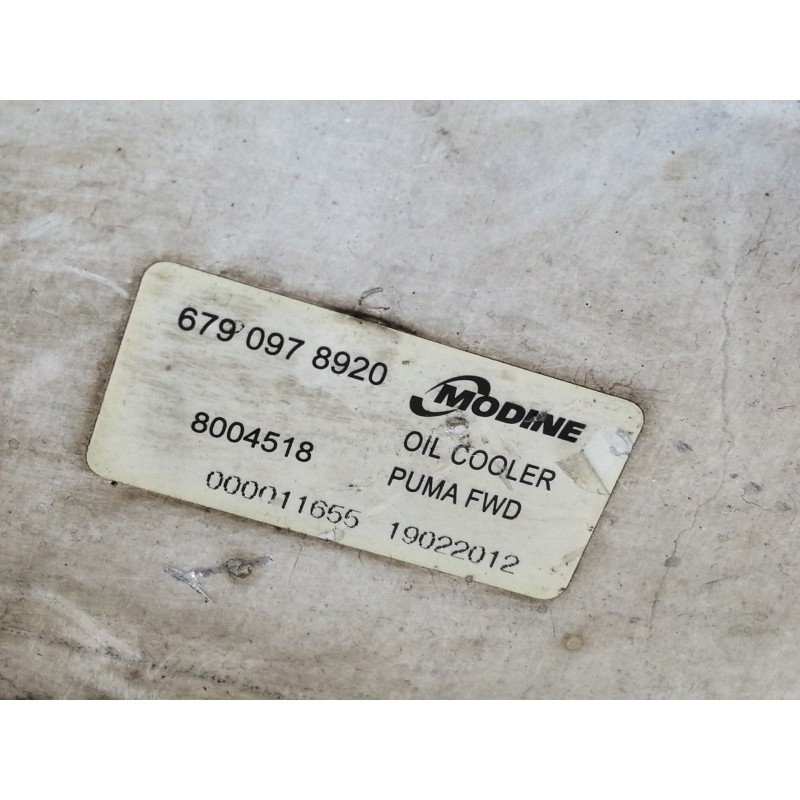 679 097 8920
MODINE
8004518
OIL COOLER
PUMA FWD
000011655 19022012